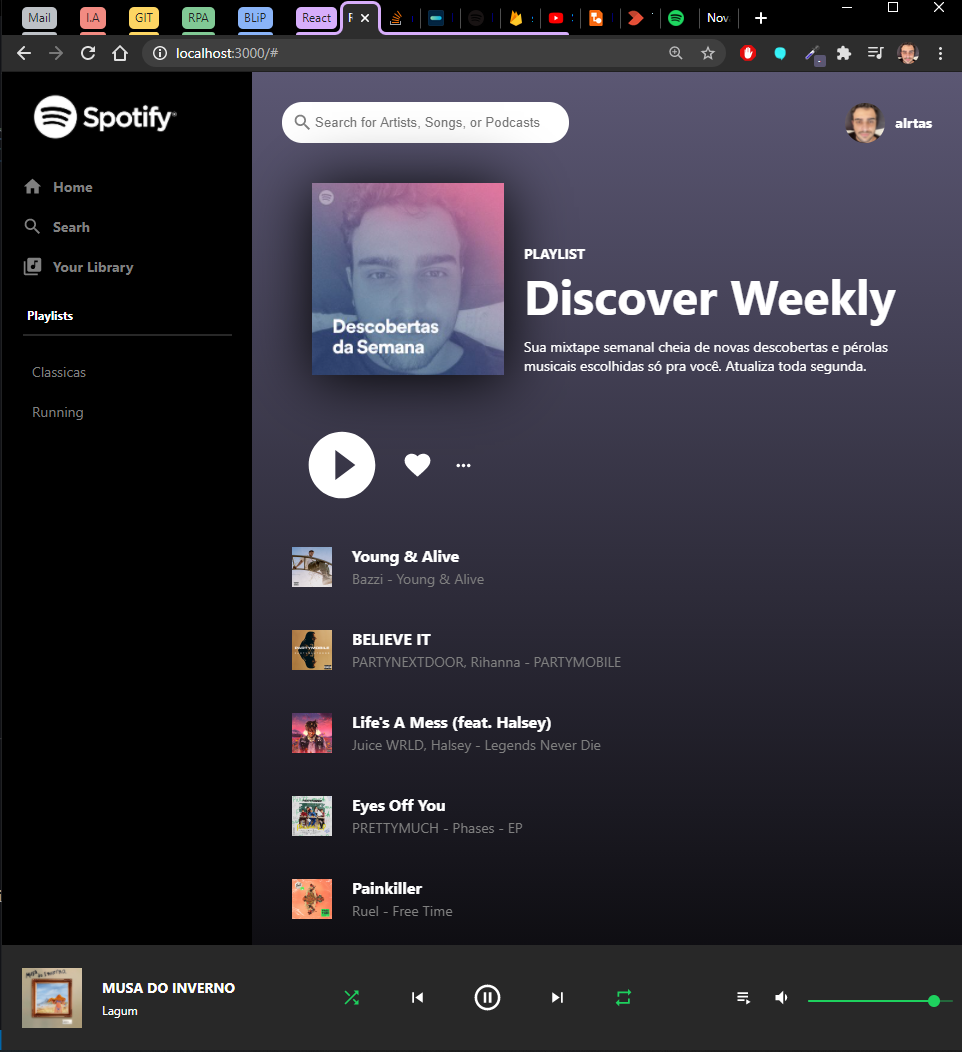 Mail I.A GIT RPA BLiP React Nov
localhost:3000/#
Spotify
Search for Artists, Songs, or Podcasts
alrtas
Home
Searh
Your Library
Playlists
Classicas
Running
Descobertas
da Semana
PLAYLIST
Discover Weekly
Sua mixtape semanal cheia de novas descobertas e pérolas
musicais escolhidas só pra você. Atualiza toda segunda.
Young & Alive
Bazzi - Young & Alive
BELIEVE IT
PARTYNEXTDOOR, Rihanna - PARTYMOBILE
PARTYMOBILE
Life's A Mess (feat. Halsey)
Juice WRLD, Halsey - Legends Never Die
Eyes Off You
PRETTYMUCH - Phases - EP
Painkiller
Ruel - Free Time
MUSA DO INVERNO
MUSA DO INVERNO
Lagum